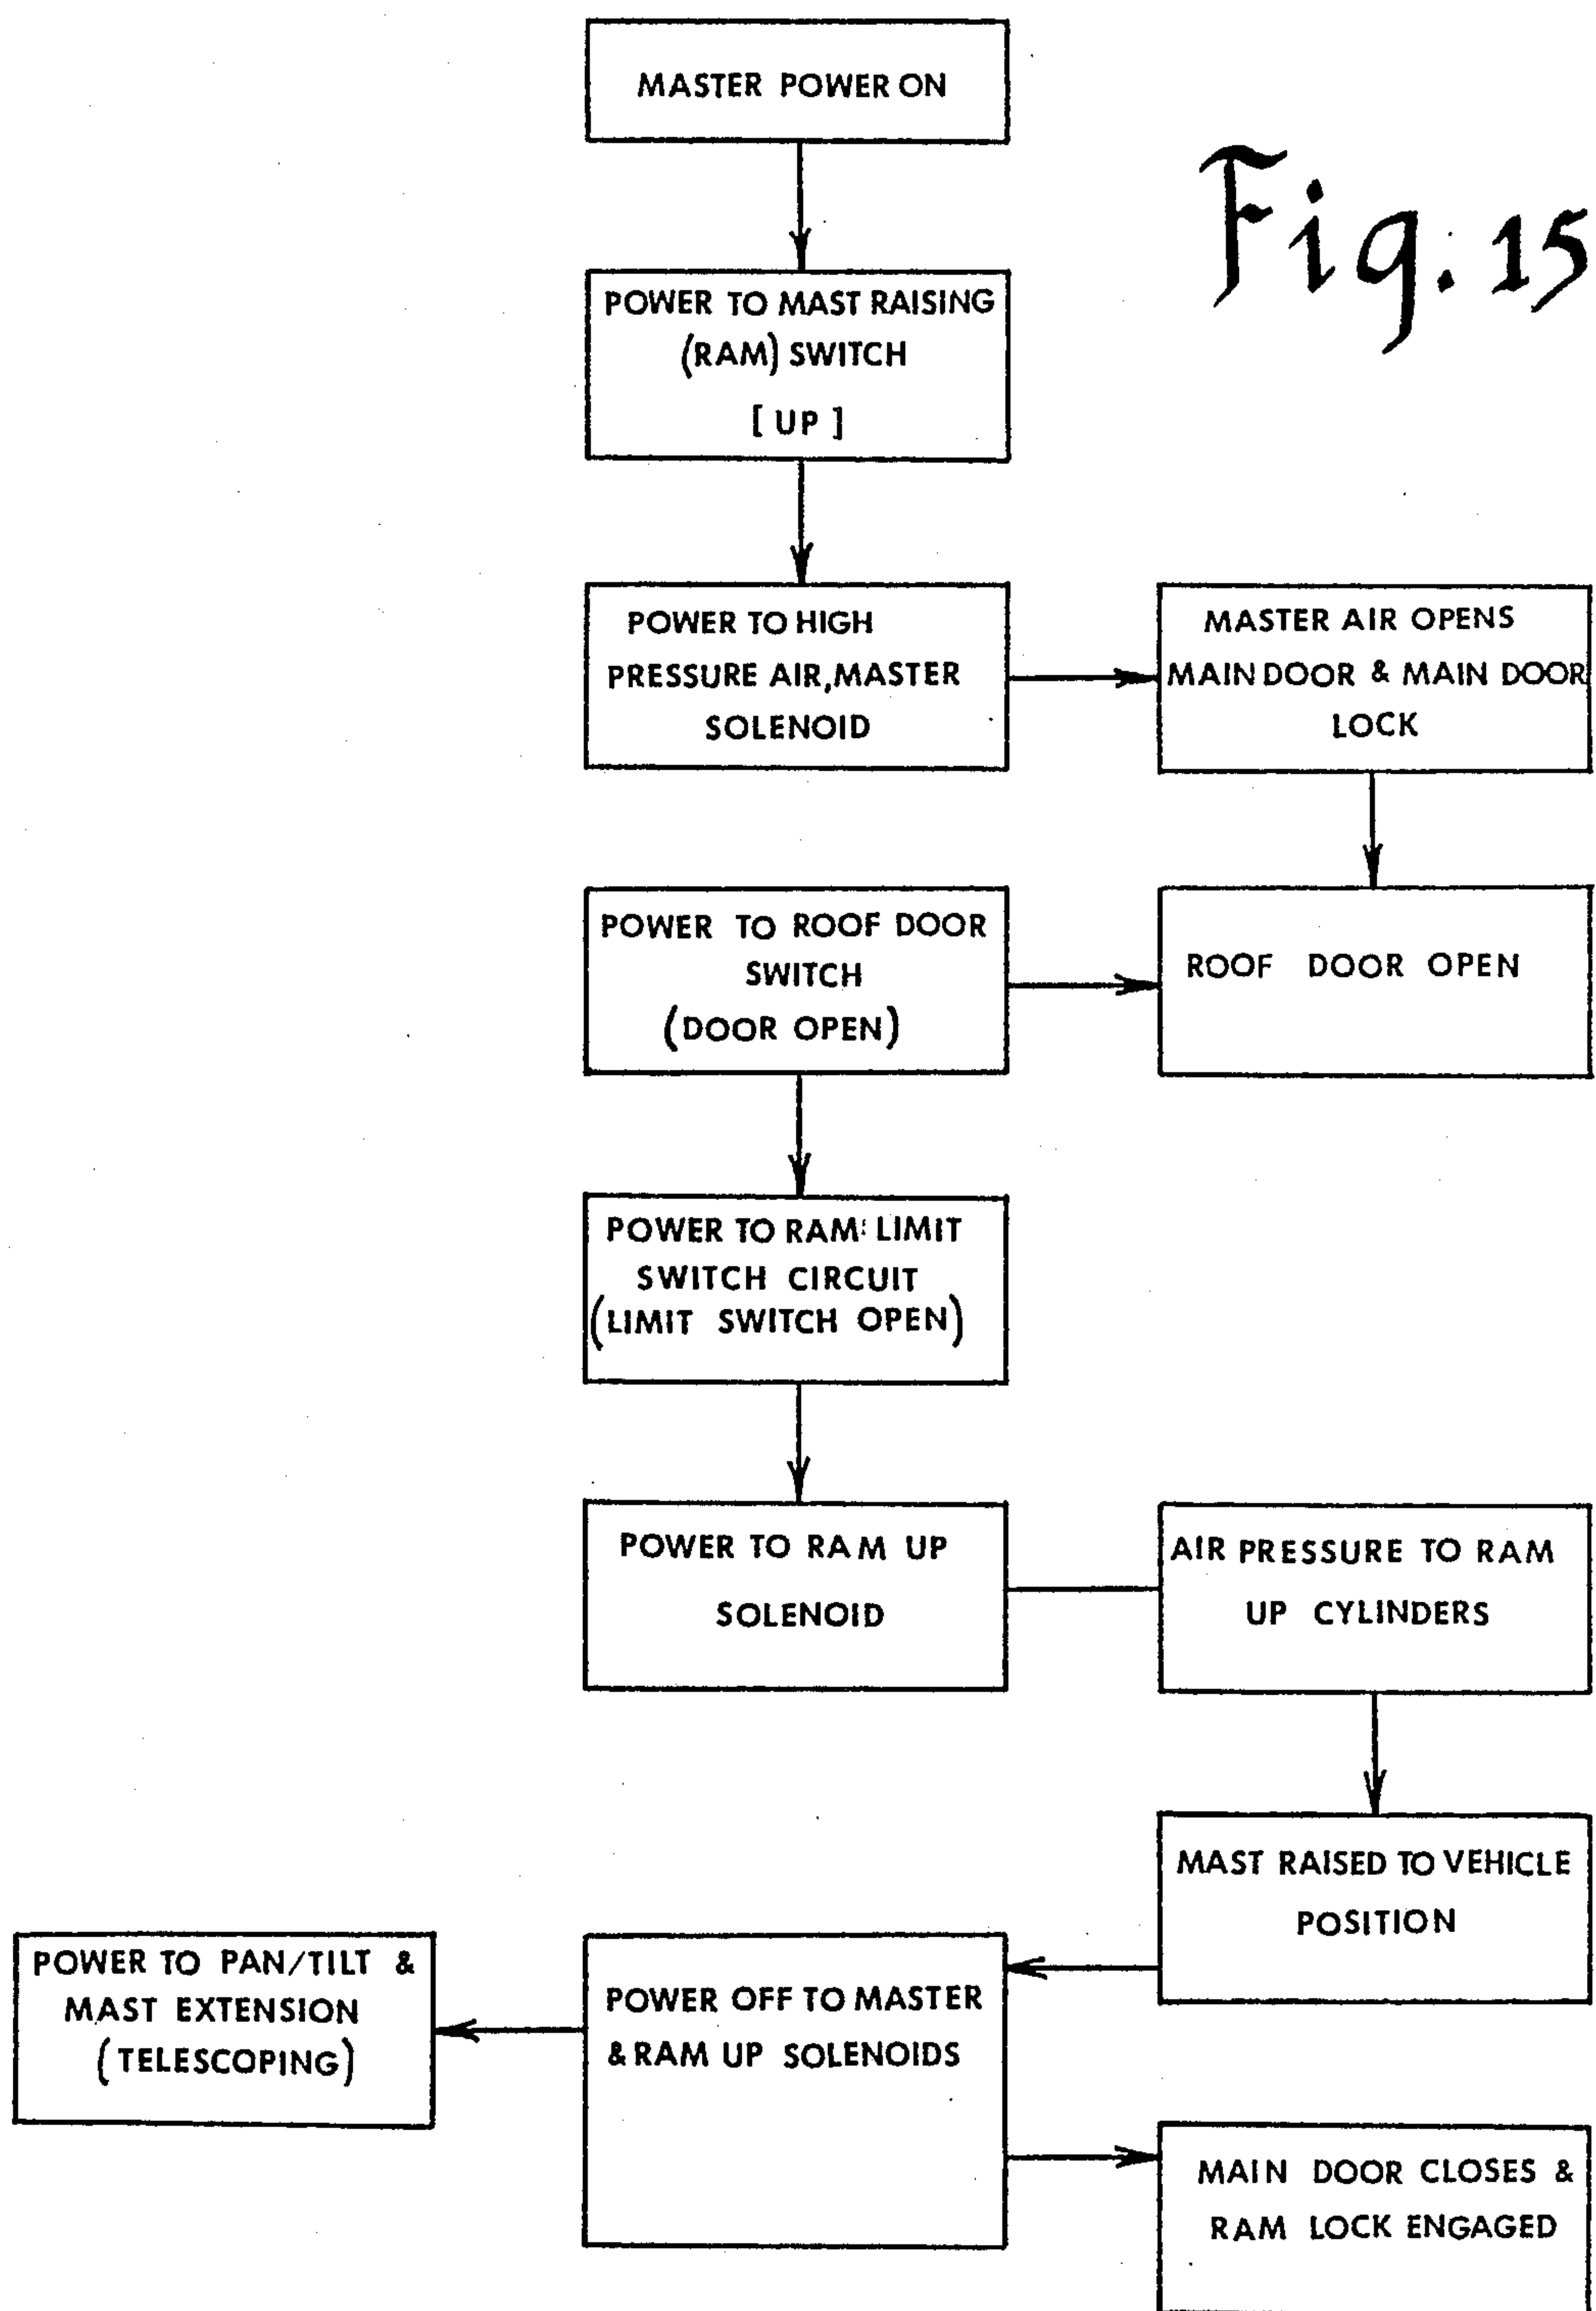 MASTER POWER ON
Fig. 15
POWER TO MAST RAISING
(RAM) SWITCH
[ UP ]
POWER TO HIGH
PRESSURE AIR, MASTER
SOLENOID
MASTER AIR OPENS
MAIN DOOR & MAIN DOOR
LOCK
POWER TO ROOF DOOR
SWITCH
(DOOR OPEN)
ROOF DOOR OPEN
POWER TO RAM: LIMIT
SWITCH CIRCUIT
(LIMIT SWITCH OPEN)
POWER TO RAM UP
SOLENOID
AIR PRESSURE TO RAM
UP CYLINDERS
MAST RAISED TO VEHICLE
POSITION
POWER TO PAN/TILT &
MAST EXTENSION
(TELESCOPING)
POWER OFF TO MASTER
& RAM UP SOLENOIDS
MAIN DOOR CLOSES &
RAM LOCK ENGAGED